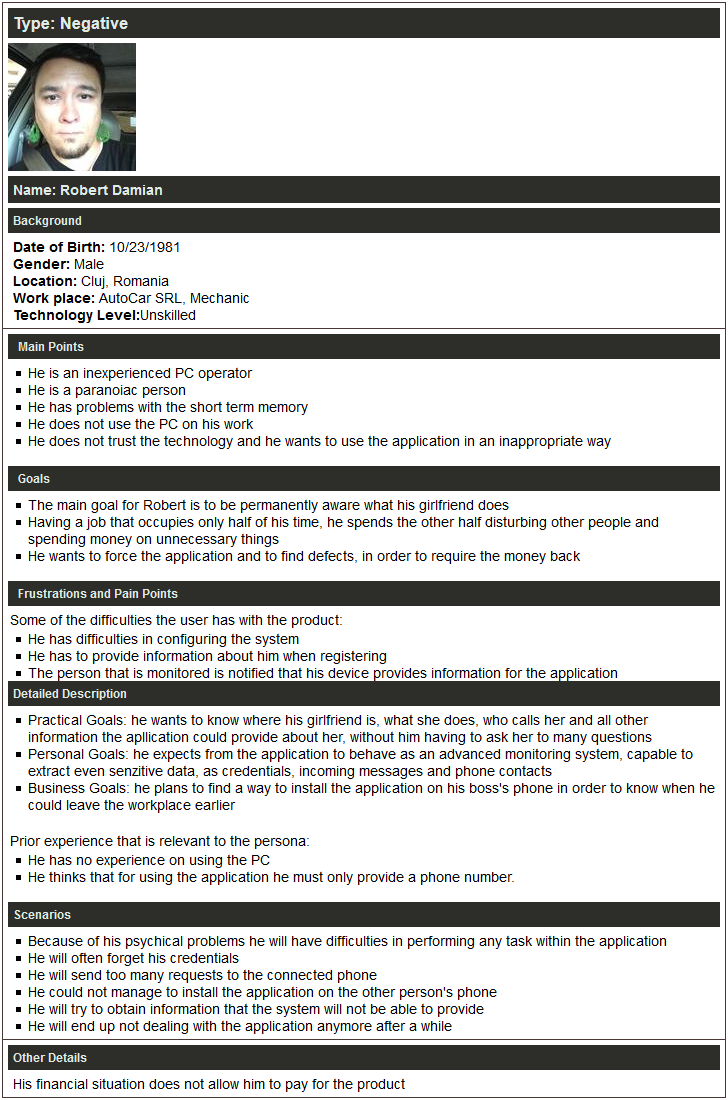 Type: Negative
Name: Robert Damian
Background
Date of Birth: 10/23/1981
Gender: Male
Location: Cluj, Romania
Work place: AutoCar SRL, Mechanic
Technology Level:Unskilled
Main Points
He is an inexperienced PC operator
He is a paranoiac person
He has problems with the short term memory
He does not use the PC on his work
He does not trust the technology and he wants to use the application in an inappropriate way
Goals
The main goal for Robert is to be permanently aware what his girlfriend does
Having a job that occupies only half of his time, he spends the other half disturbing other people and
spending money on unnecessary things
He wants to force the application and to find defects, in order to require the money back
Frustrations and Pain Points
Some of the difficulties the user has with the product:
He has difficulties in configuring the system
He has to provide information about him when registering
The person that is monitored is notified that his device provides information for the application
Detailed Description
Practical Goals: he wants to know where his girlfriend is, what she does, who calls her and all other
information the apllication could provide about her, without him having to ask her to many questions
Personal Goals: he expects from the application to behave as an advanced monitoring system, capable to
extract even senzitive data, as credentials, incoming messages and phone contacts
Business Goals: he plans to find a way to install the application on his boss's phone in order to know when he
could leave the workplace earlier
Prior experience that is relevant to the persona:
He has no experience on using the PC
He thinks that for using the application he must only provide a phone number.
Scenarios
Because of his psychical problems he will have difficulties in performing any task within the application
He will often forget his credentials
He will send too many requests to the connected phone
He could not manage to install the application on the other person's phone
He will try to obtain information that the system will not be able to provide
He will end up not dealing with the application anymore after a while
Other Details
His financial situation does not allow him to pay for the product